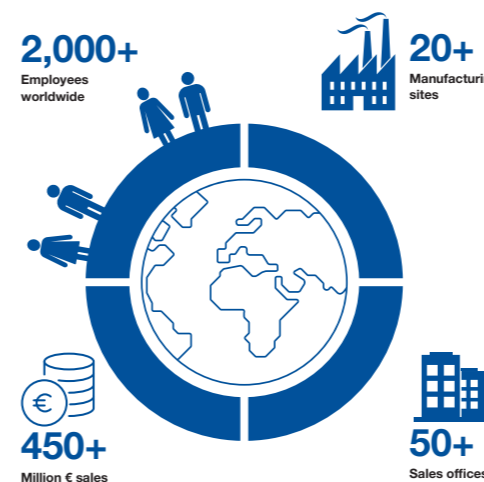 2,000+
Employees
worldwide
20+
Manufacturi
sites
€
450+
Million € sales
50+
Sales offices